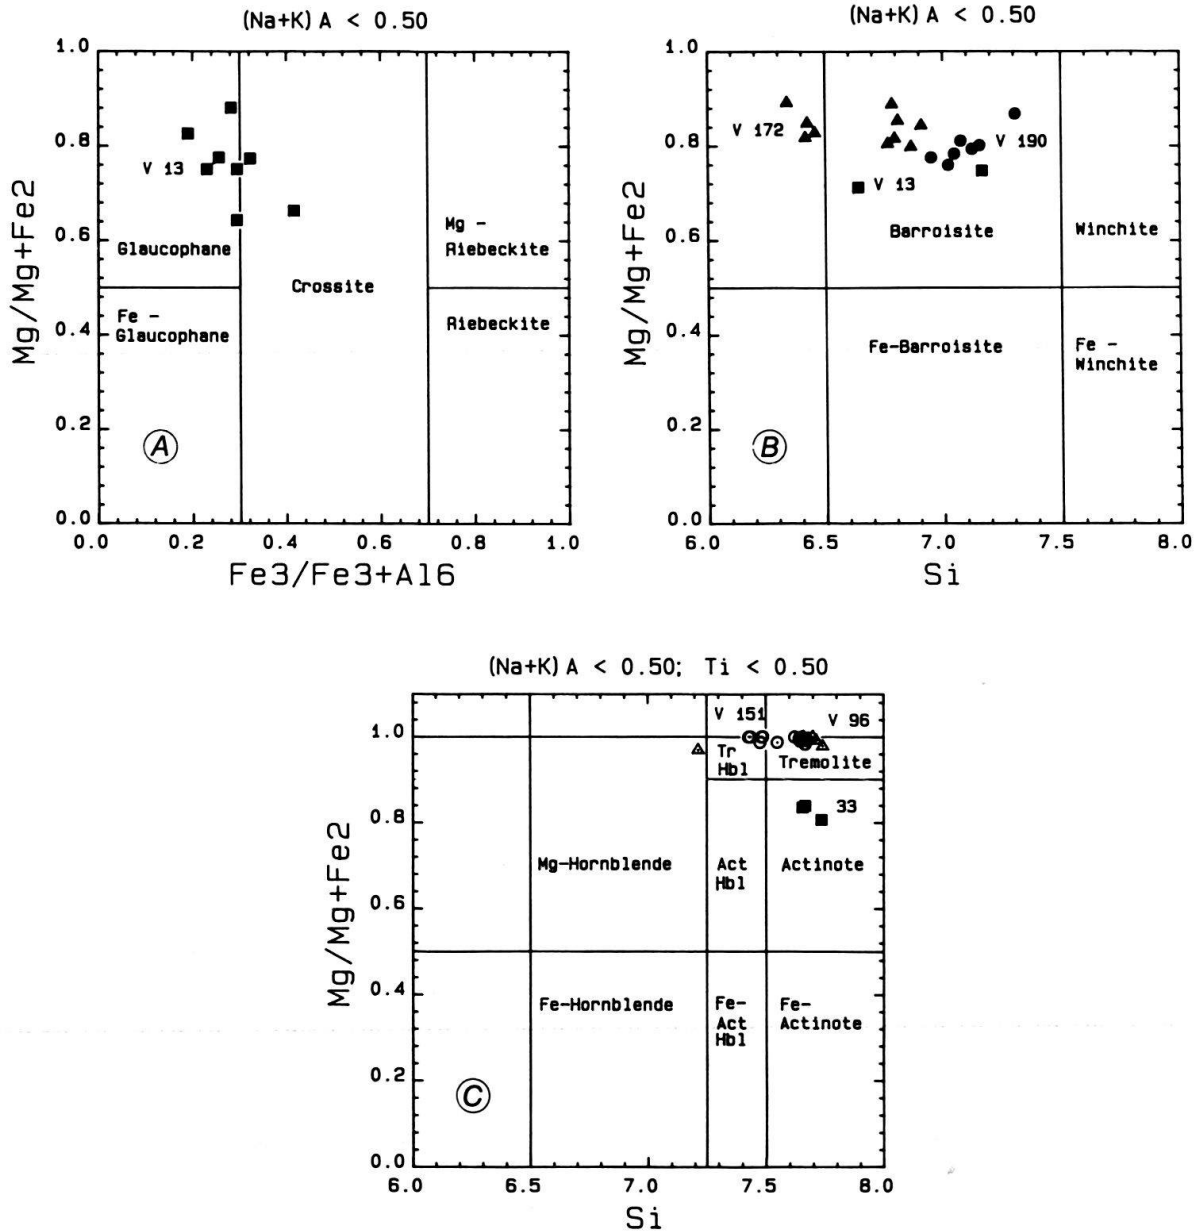 (Na+K) A < 0.50
1.0
0.8
0.6
0.4
0.2
0.0
Mg/Mg+Fe2
V 13
Glaucophane
Fe -
Glaucophane
Crossite
Mg -
Riebeckite
Riebeckite
A
0.0 0.2 0.4 0.6 0.8 1.0
Fe3/Fe3+Al6
(Na+K) A < 0.50
1.0
0.8
0.6
0.4
0.2
0.0
Mg/Mg+Fe2
V 172
V 190
V 13
Barroisite
Winchite
Fe-Barroisite
Fe -
Winchite
B
6.0 6.5 7.0 7.5 8.0
Si
(Na+K) A < 0.50; Ti < 0.50
1.0
0.8
0.6
0.4
0.2
0.0
Mg/Mg+Fe2
V 151
V 96
Tr
Hbl
Tremolite
33
Mg-Hornblende
Act
Hbl
Actinote
Fe-Hornblende
Fe-
Act
Hbl
Fe-
Actinote
C
6.0 6.5 7.0 7.5 8.0
Si